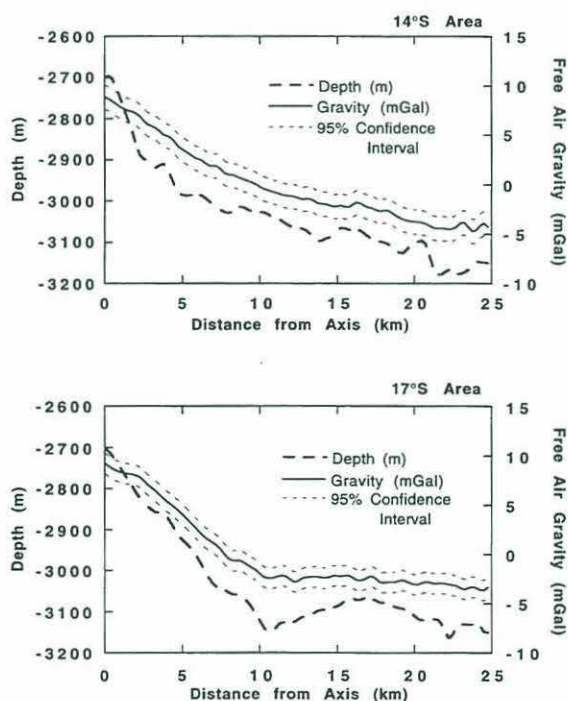 14°S Area
-2600
-2700
-2800
-2900
-3000
-3100
-3200
Depth (m)
15
10
5
0
-5
-10
Free Air Gravity (mGal)
Depth (m)
Gravity (mGal)
95% Confidence
Interval
0 5 10 15 20 25
Distance from Axis (km)
17°S Area
-2600
-2700
-2800
-2900
-3000
-3100
-3200
Depth (m)
15
10
5
0
-5
-10
Free Air Gravity (mGal)
Depth (m)
Gravity (mGal)
95% Confidence
Interval
0 5 10 15 20 25
Distance from Axis (km)